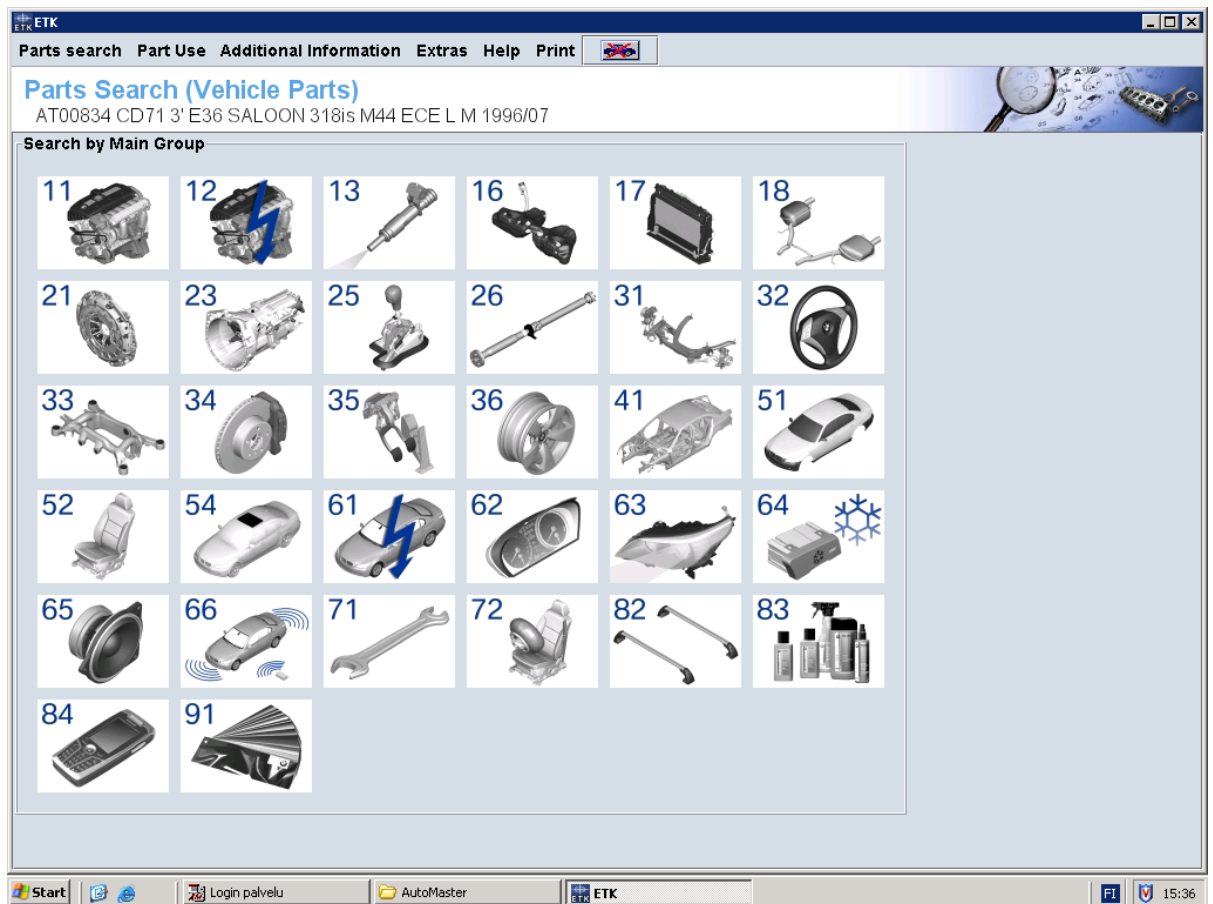 ETK ETK
Parts search Part Use Additional Information Extras Help Print
Parts Search (Vehicle Parts)
AT00834 CD71 3' E36 SALOON 318is M44 ECE L M 1996/07
Search by Main Group
11 12 13 16 17 18
21 23 25 26 31 32
33 34 35 36 41 51
52 54 61 62 63 64
65 66 71 72 82 83
84 91
Start Login palvelu AutoMaster ETK ETK FI 15:36